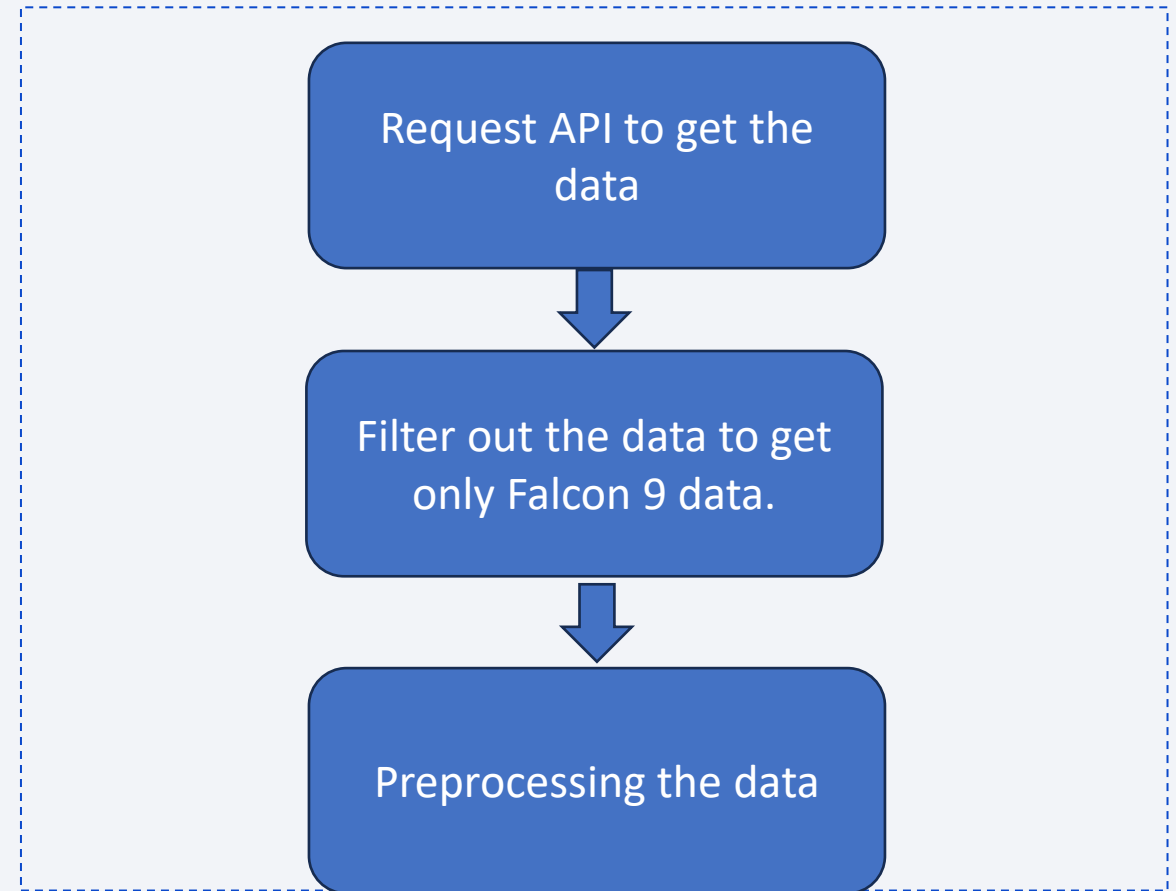 Request API to get the
data
Filter out the data to get
only Falcon 9 data.
Preprocessing the data